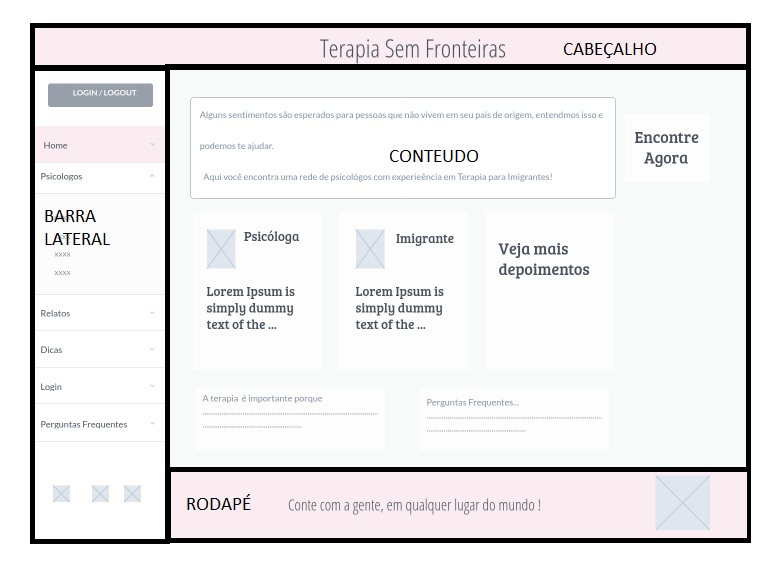 Terapia Sem Fronteiras
CABEÇALHO
LOGIN / LOGOUT
Home
Psicologos
BARRA
LATERAL
xxxx
xxxx
Relatos
Dicas
Login
Perguntas Frequentes
Alguns sentimentos são esperados para pessoas que não vivem em seu país de origem, entendmos isso e
podemos te ajudar.
CONTEUDO
Aqui você encontra uma rede de psicológos com experieência em Terapia para Imigrantes!
Encontre
Agora
Psicóloga
Lorem Ipsum is
simply dummy
text of the ...
Imigrante
Lorem Ipsum is
simply dummy
text of the ...
Veja mais
depoimentos
A terapia é importante porque
Perguntas Frequentes...
RODAPÉ
Conte com a gente, em qualquer lugar do mundo !